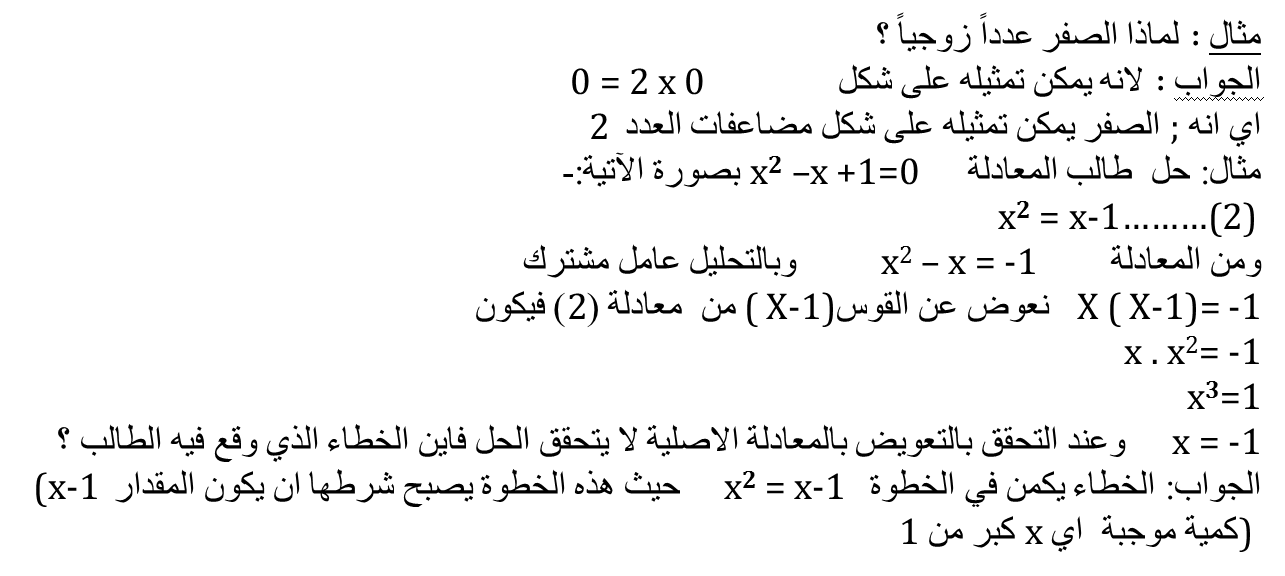 مثال : لماذا الصفر عدداً زوجياً ؟
الجواب : لانه يمكن تمثيله على شكل 0 = 2 x 0
اي انه ; الصفر يمكن تمثيله على شكل مضاعفات العدد 2
مثال: حل طالب المعادلة x² –x +1=0 بصورة الآتية:-
x² = x-1.........(2)
ومن المعادلة x² – x = -1 وبالتحليل عامل مشترك
X ( X-1)= -1 نعوض عن القوس(X-1 ) من معادلة (2) فيكون
x . x²= -1
x³=1
x = -1 وعند التحقق بالتعويض بالمعادلة الاصلية لا يتحقق الحل فاين الخطاء الذي وقع فيه الطالب ؟
الجواب: الخطاء يكمن في الخطوة x² = x-1 حيث هذه الخطوة يصبح شرطها ان يكون المقدار (x-1
(كمية موجبة اي x كبر من 1